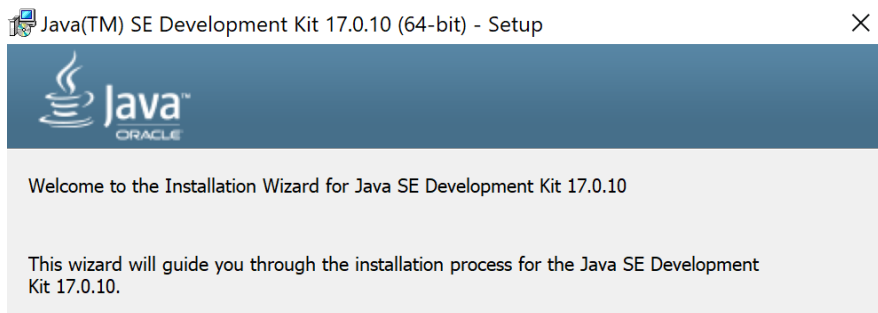 Java(TM) SE Development Kit 17.0.10 (64-bit) - Setup
Java™
ORACLE
Welcome to the Installation Wizard for Java SE Development Kit 17.0.10
This wizard will guide you through the installation process for the Java SE Development
Kit 17.0.10.